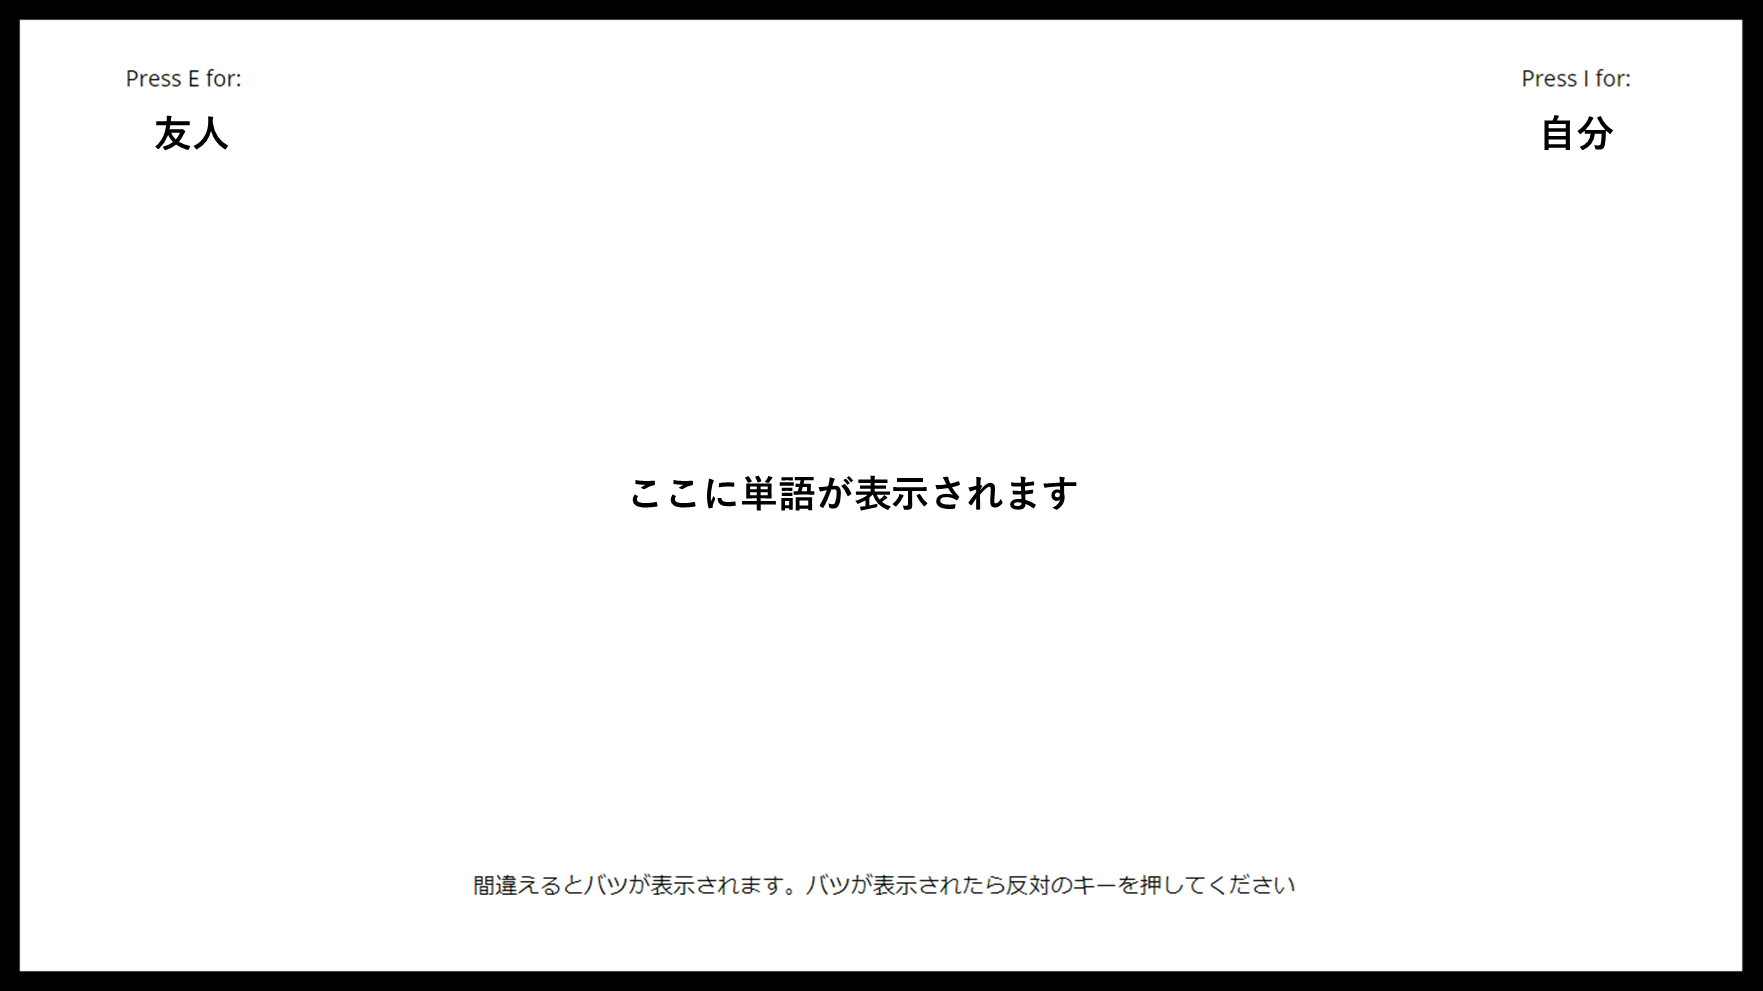 Press E for:
Press I for:
友人
自分
ここに単語が表示されます
間違えるとバツが表示されます。バツが表示されたら反対のキーを押してください